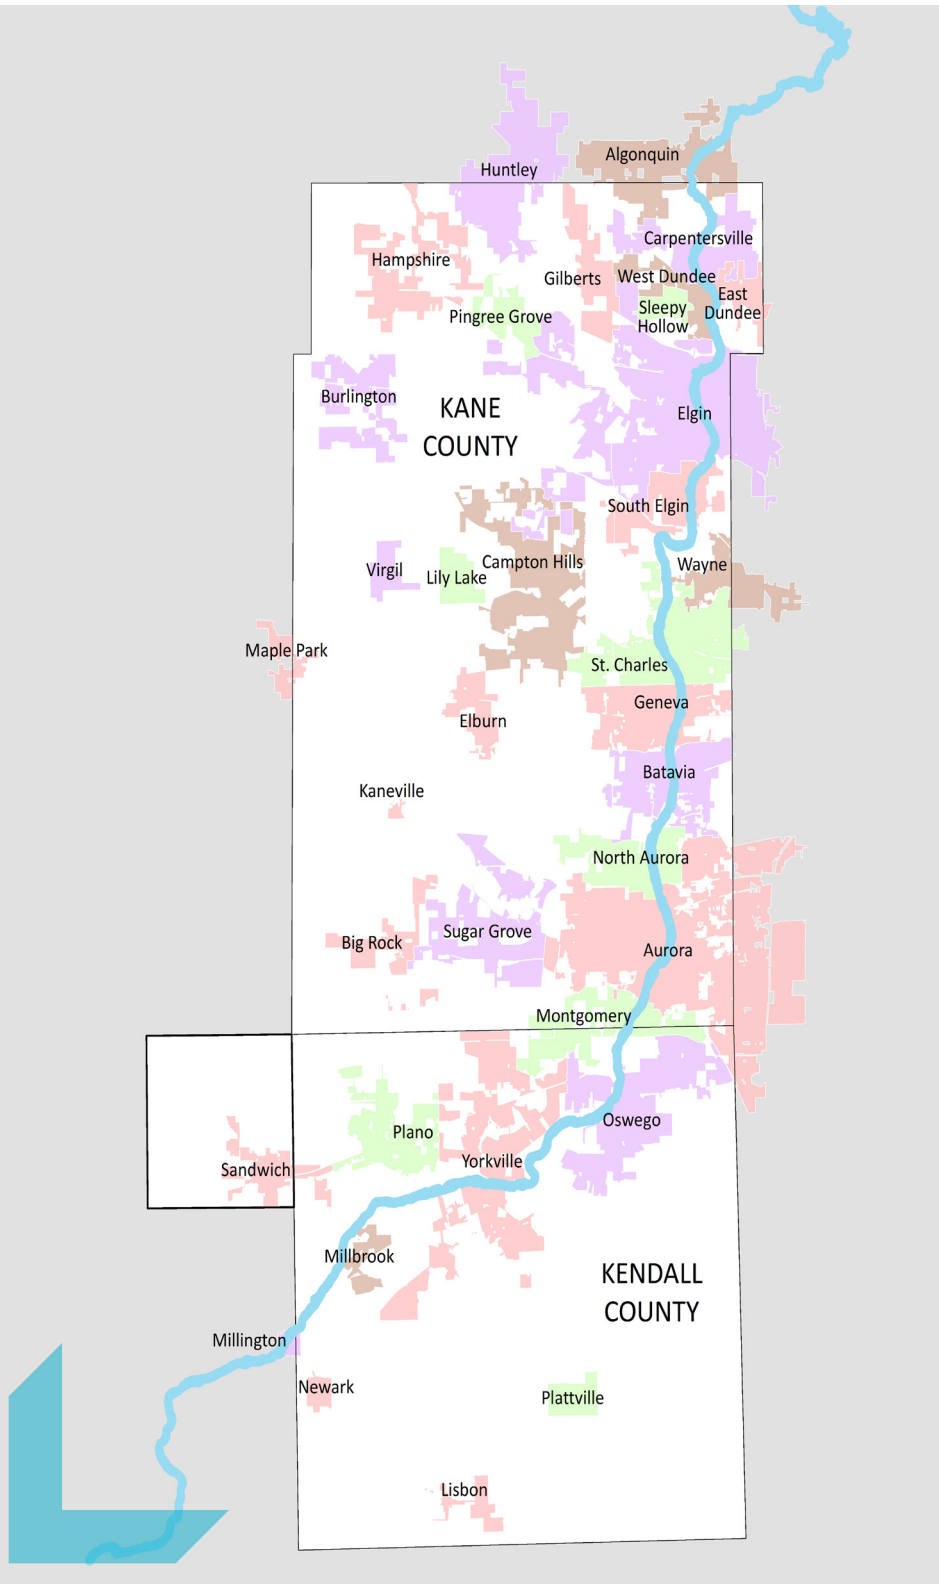 Algonquin
Huntley
Carpentersville
Hampshire
Gilberts
West Dundee
East
Dundee
Sleepy
Hollow
Pingree Grove
Burlington
KANE
COUNTY
Elgin
South Elgin
Virgil
Lily Lake
Campton Hills
Wayne
Maple Park
St. Charles
Geneva
Elburn
Batavia
Kaneville
North Aurora
Sugar Grove
Big Rock
Aurora
Montgomery
Oswego
Plano
Yorkville
Sandwich
Millbrook
KENDALL
COUNTY
Millington
Newark
Plattville
Lisbon